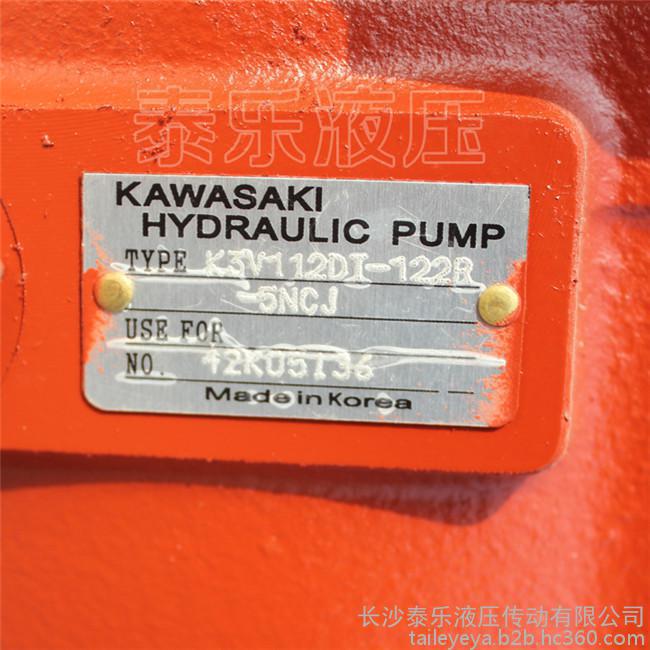 泰乐液压
KAWASAKI
HYDRAULIC PUMP
TYPE K3V112DT-122R
-5NCJ
USE FOR
NO. 42KU5136
Made in Korea
长沙泰乐液压传动有限公司
taileyeya.b2b.hc360.com